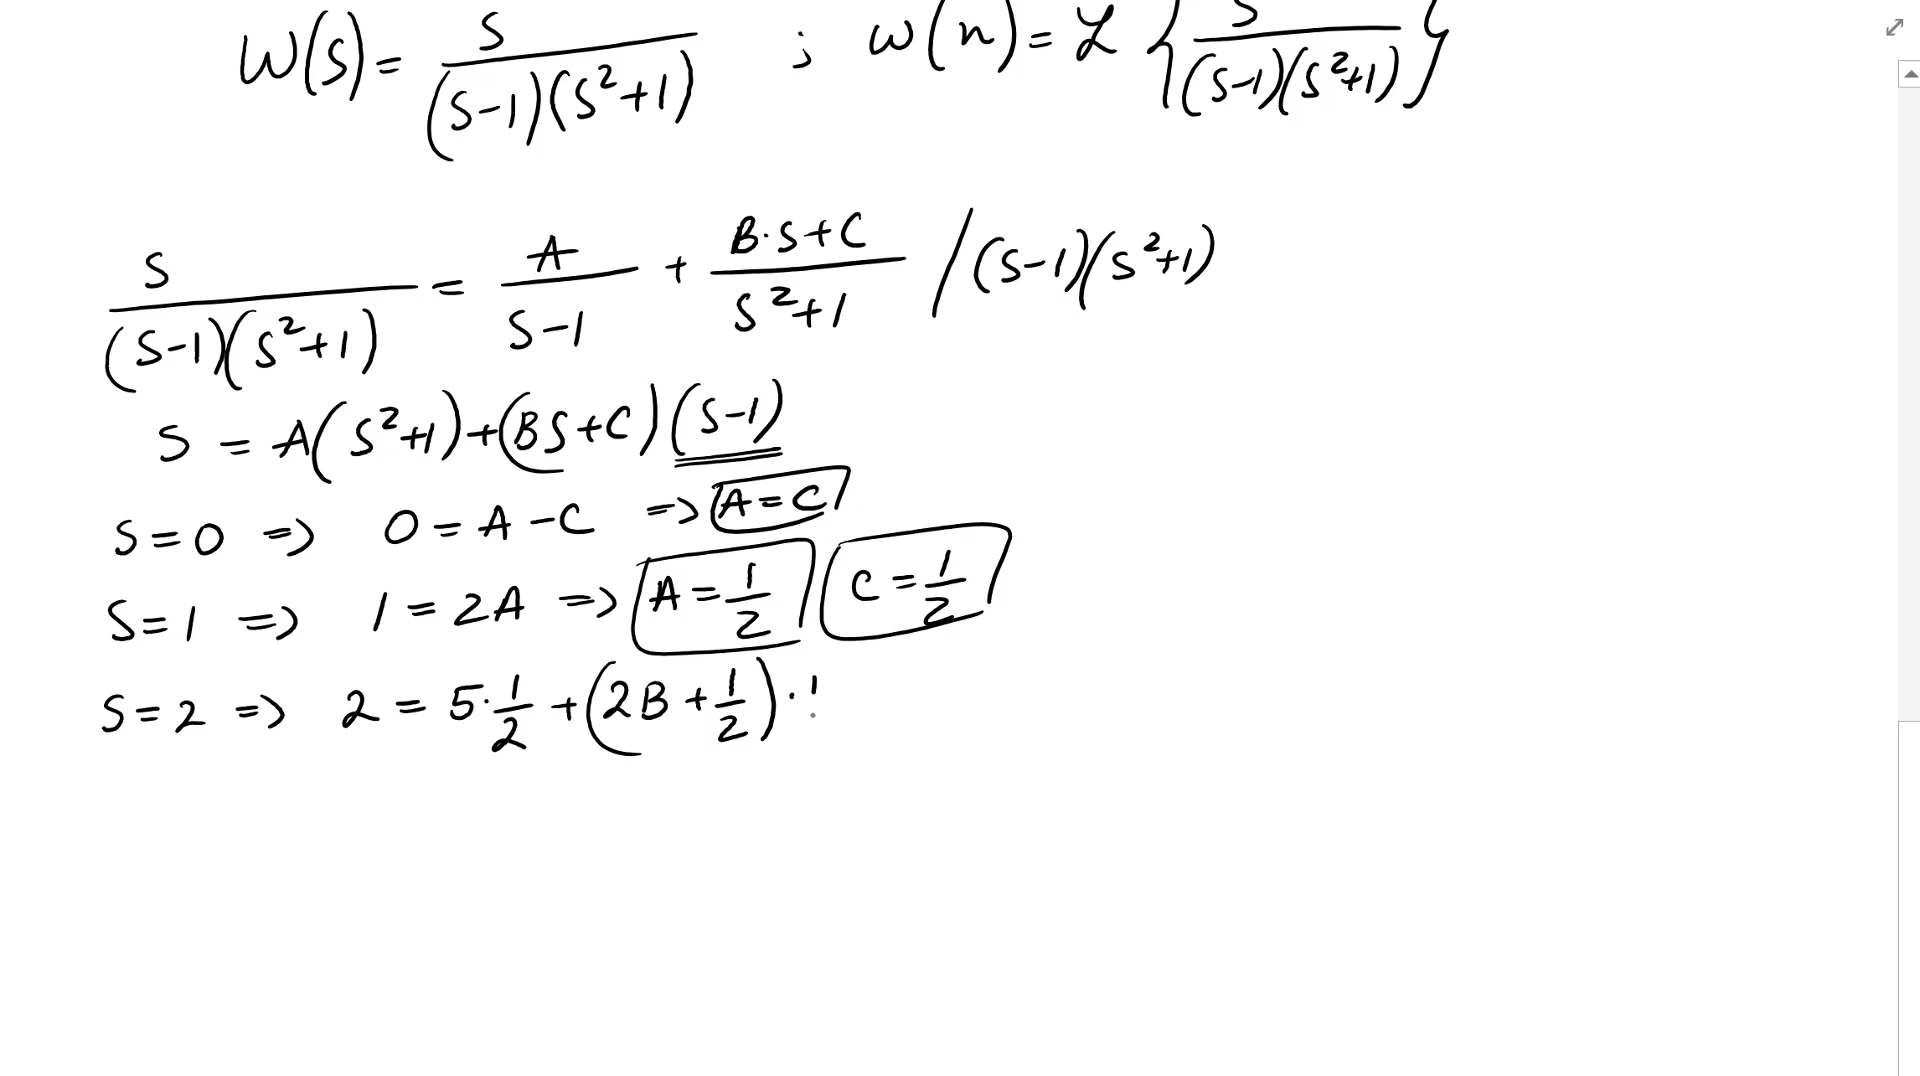 W(s) = s/((s-1)(s²+1)) ; w(x) = ℒ {s/((s-1)(s²+1))}
s/((s-1)(s²+1)) = A/(s-1) + (B·s+C)/(s²+1) /(s-1)(s²+1)
s = A(s²+1)+(Bs+C)(s-1)
s=0 => 0=A-C => A=C
s=1 => 1=2A => A=1/2 C=1/2
s=2 => 2=5·1/2+(2B+1/2)·1